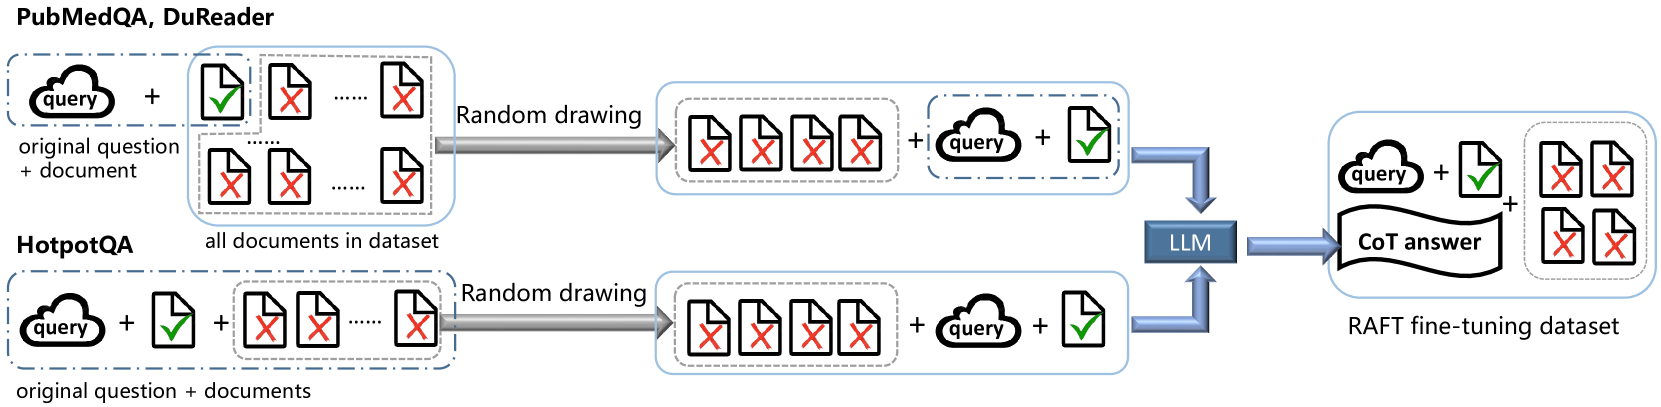 PubMedQA, DuReader
query
+
......
original question
+ document
......
......
all documents in dataset
Random drawing
+
query
+
HotpotQA
query
+
+
......
original question + documents
Random drawing
+
query
+
LLM
query
+
CoT answer
+
RAFT fine-tuning dataset